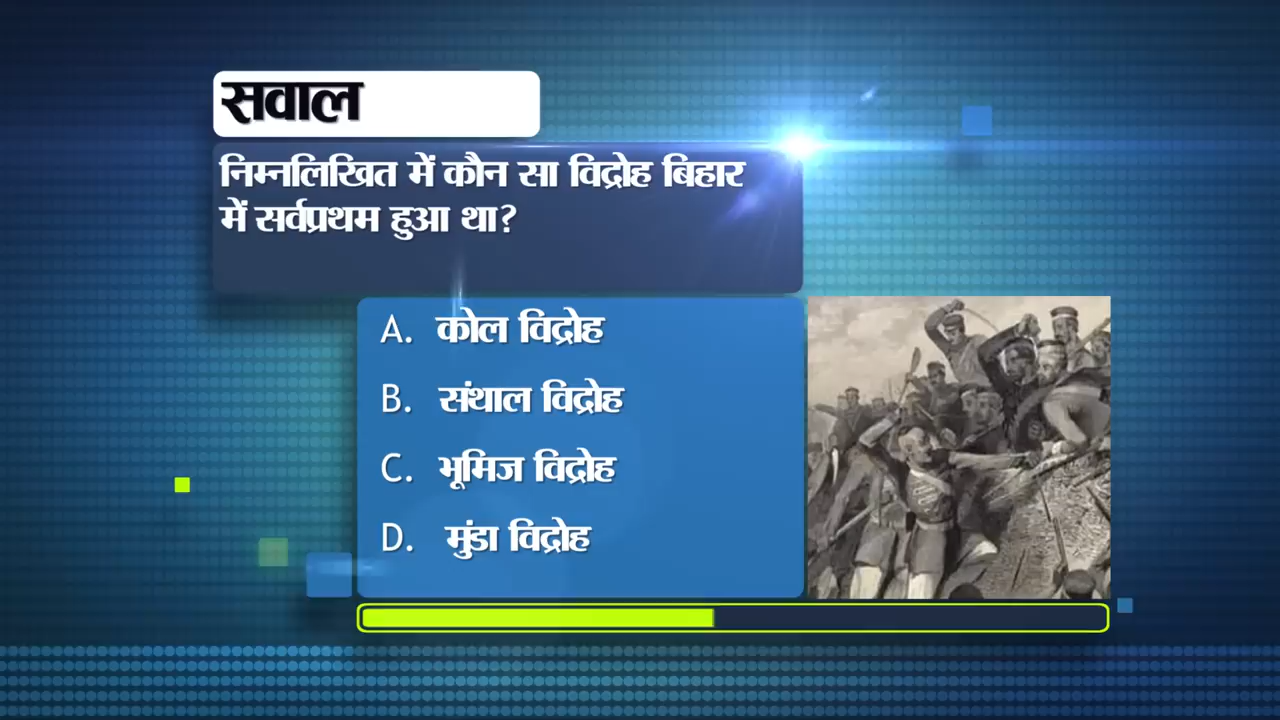 सवाल
निम्नलिखित में कौन सा विद्रोह बिहार
में सर्वप्रथम हुआ था?
A. कोल विद्रोह
B. संथाल विद्रोह
C. भूमिज विद्रोह
D. मुंडा विद्रोह